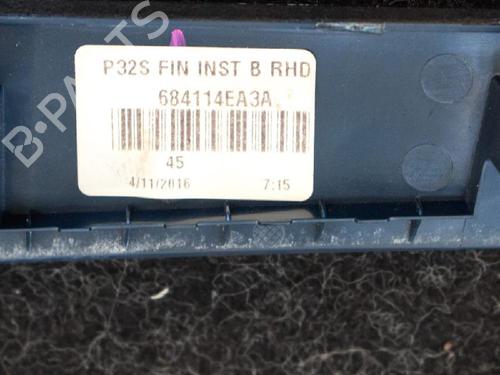 P32S FIN INST B RHD
684114EA3A
45
4/11/2016 7:15
B-PARTS